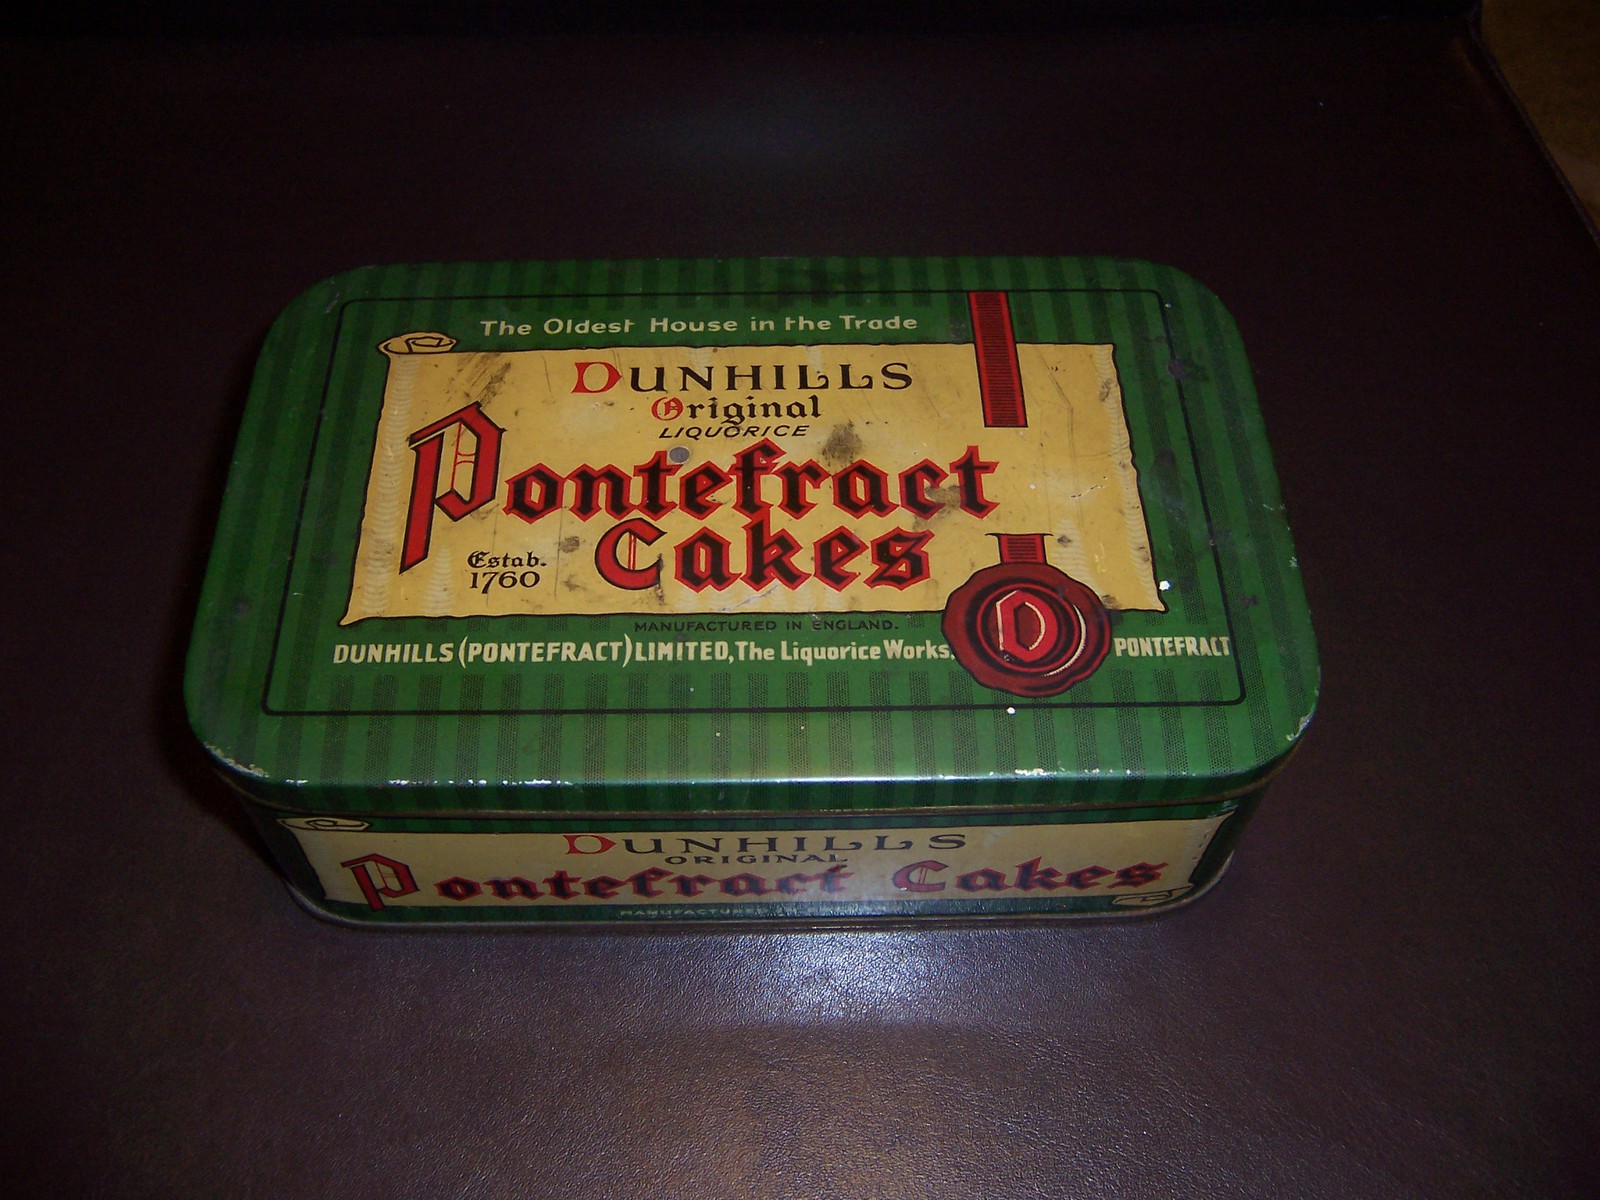 The Oldest House in the Trade
DUNHILLS
Original
LIQUORICE
Pontefract
Cakes
Estab.
1760
MANUFACTURED IN ENGLAND.
DUNHILLS (PONTEFRACT) LIMITED, The Liquorice Works, PONTEFRACT
D
DUNHILLS
ORIGINAL
Pontefract Cakes
MANUFACTURED